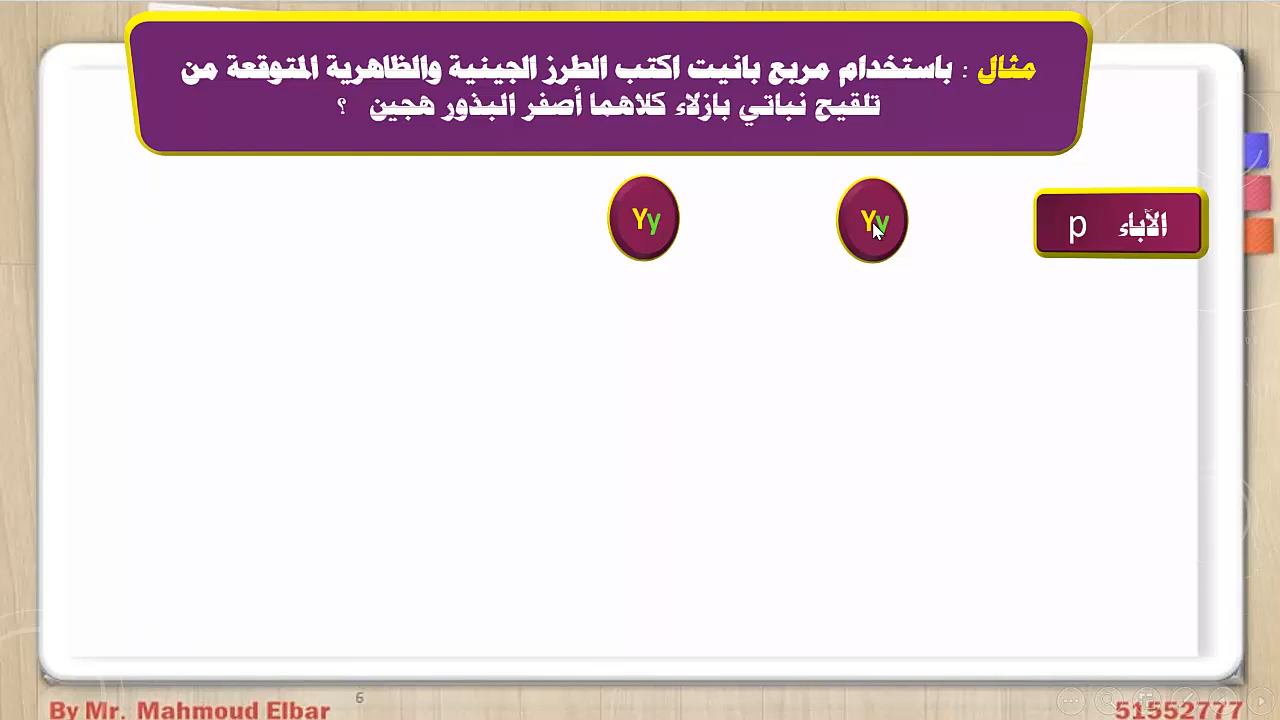 مثال : باستخدام مربع بانيت اكتب الطرز الجينية والظاهرية المتوقعة من
تلقيح نباتي بازلاء كلاهما أصفر البذور هجين ؟
الآباء p
Yy
Yy
By Mr. Mahmoud Elbar
6
51552777